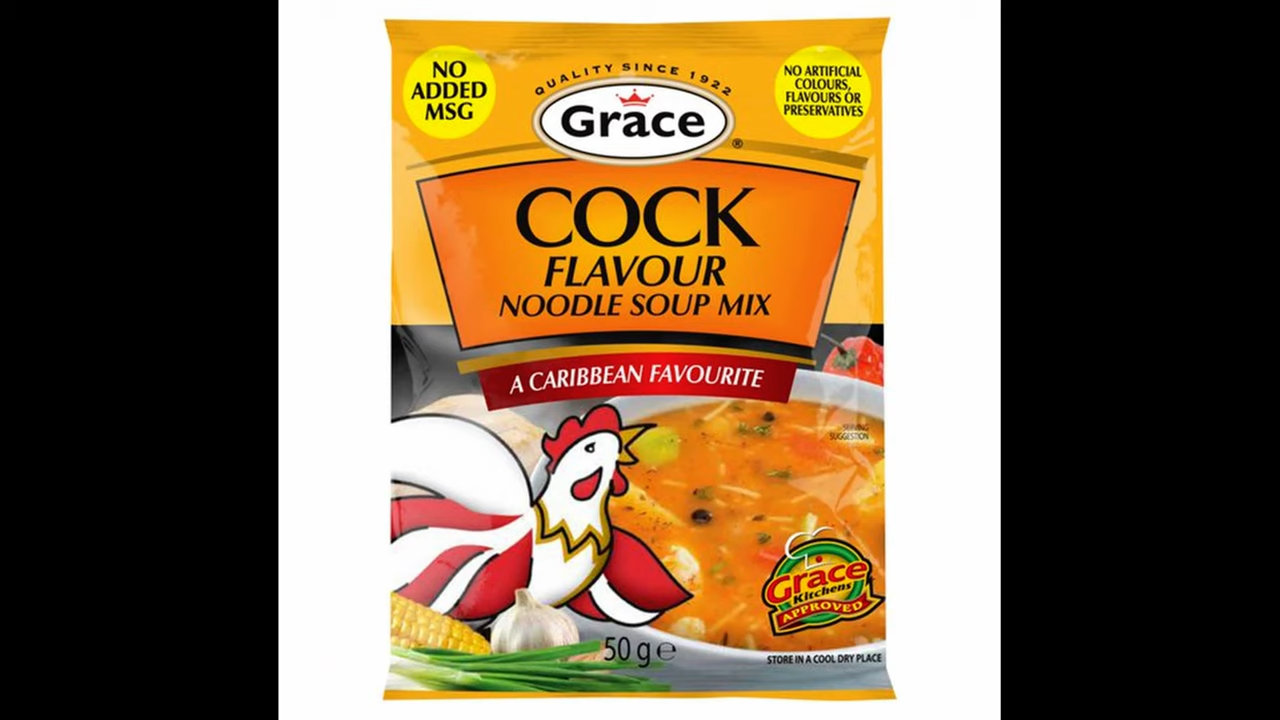 NO
ADDED
MSG
QUALITY SINCE 1922
Grace
®
NO ARTIFICIAL
COLOURS,
FLAVOURS OR
PRESERVATIVES
COCK
FLAVOUR
NOODLE SOUP MIX
A CARIBBEAN FAVOURITE
SERVING
SUGGESTION
Grace
Kitchens
APPROVED
50 g ℮
STORE IN A COOL DRY PLACE